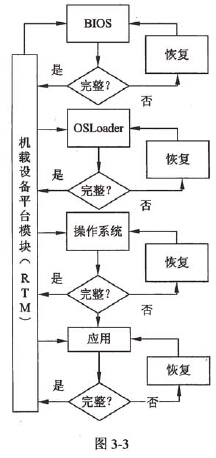 BIOS
恢复
是
完整?
否
OSLoader
恢复
是
完整?
否
机载设备平台模块(RTM)
操作系统
恢复
是
完整?
否
应用
恢复
是
完整?
否
图 3-3